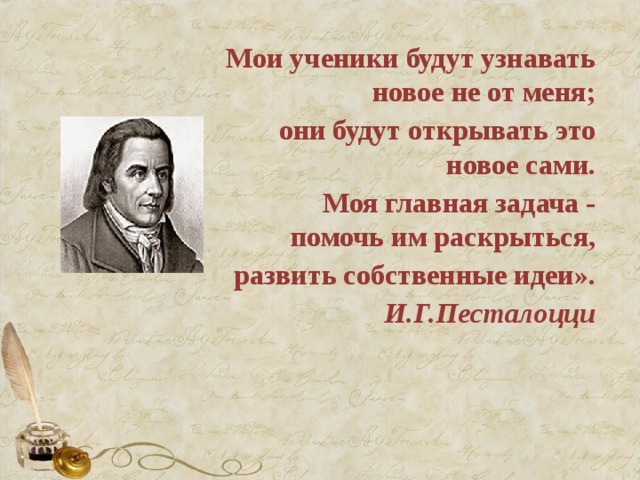 Мои ученики будут узнавать
новое не от меня;
они будут открывать это
новое сами.
Моя главная задача -
помочь им раскрыться,
развить собственные идеи».
И.Г.Песталоцци